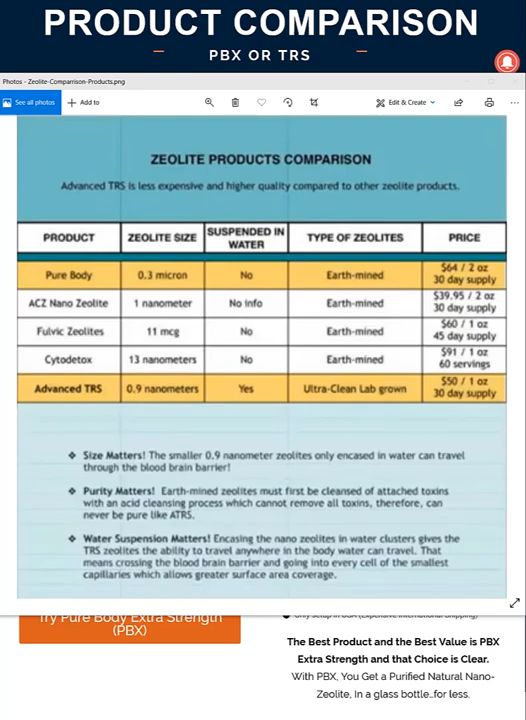 PRODUCT COMPARISON
PBX OR TRS
Photos - Zeolite-Comparrison-Products.png
See all photos + Add to Edit & Create
ZEOLITE PRODUCTS COMPARISON
Advanced TRS is less expensive and higher quality compared to other zeolite products.
PRODUCT ZEOLITE SIZE SUSPENDED IN WATER TYPE OF ZEOLITES PRICE
Pure Body 0.3 micron No Earth-mined $64 / 2 oz 30 day supply
ACZ Nano Zeolite 1 nanometer No info Earth-mined $39.95 / 2 oz 30 day supply
Fulvic Zeolites 11 mcg No Earth-mined $60 / 1 oz 45 day supply
Cytodetox 13 nanometers No Earth-mined $91 / 1 oz 60 servings
Advanced TRS 0.9 nanometers Yes Ultra-Clean Lab grown $50 / 1 oz 30 day supply
❖ Size Matters! The smaller 0.9 nanometer zeolites only encased in water can travel
through the blood brain barrier!
❖ Purity Matters! Earth-mined zeolites must first be cleansed of attached toxins
with an acid cleansing process which cannot remove all toxins, therefore, can
never be pure like ATRS.
❖ Water Suspension Matters! Encasing the nano zeolites in water clusters gives the
TRS zeolites the ability to travel anywhere in the body water can travel. That
means crossing the blood brain barrier and going into every cell of the smallest
capillaries which allows greater surface area coverage.
Try Pure Body Extra Strength
(PBX)
Only Setup in USA (Expensive International Shipping)
The Best Product and the Best Value is PBX
Extra Strength and that Choice is Clear.
With PBX, You Get a Purified Natural Nano-
Zeolite, in a glass bottle..for less.